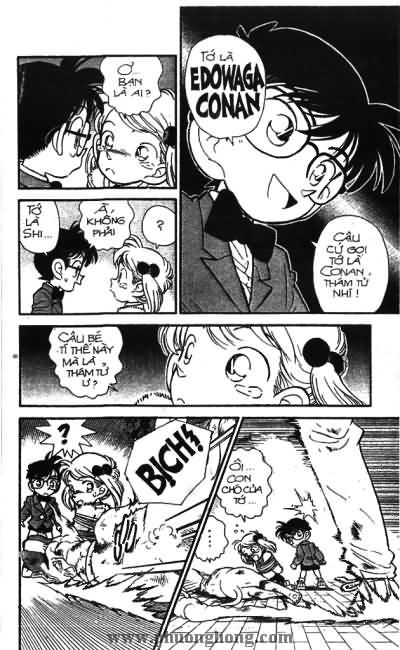 Ơ...
BẠN
LÀ AI?
TỚ
LÀ
SHI...
À,
KHÔNG
PHẢI
?
TỚ LÀ
EDOWAGA
CONAN
CẬU
CỨ GỌI
TỚ LÀ
CONAN,
THÁM TỬ
NHÍ!
CẬU BÉ
TÍ THẾ NÀY
MÀ LÀ
THÁM TỬ
Ư?
?
BỊCH!
ÔI...
CON
CHÓ CỦA
TỚ...
...
...
www.phuonghong.com